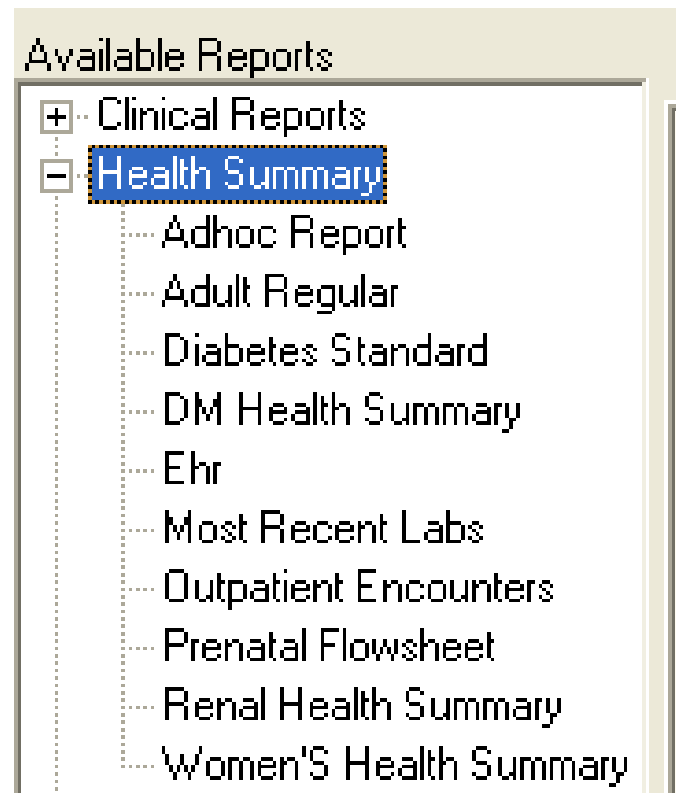 Available Reports
Clinical Reports
Health Summary
Adhoc Report
Adult Regular
Diabetes Standard
DM Health Summary
Ehr
Most Recent Labs
Outpatient Encounters
Prenatal Flowsheet
Renal Health Summary
Women'S Health Summary